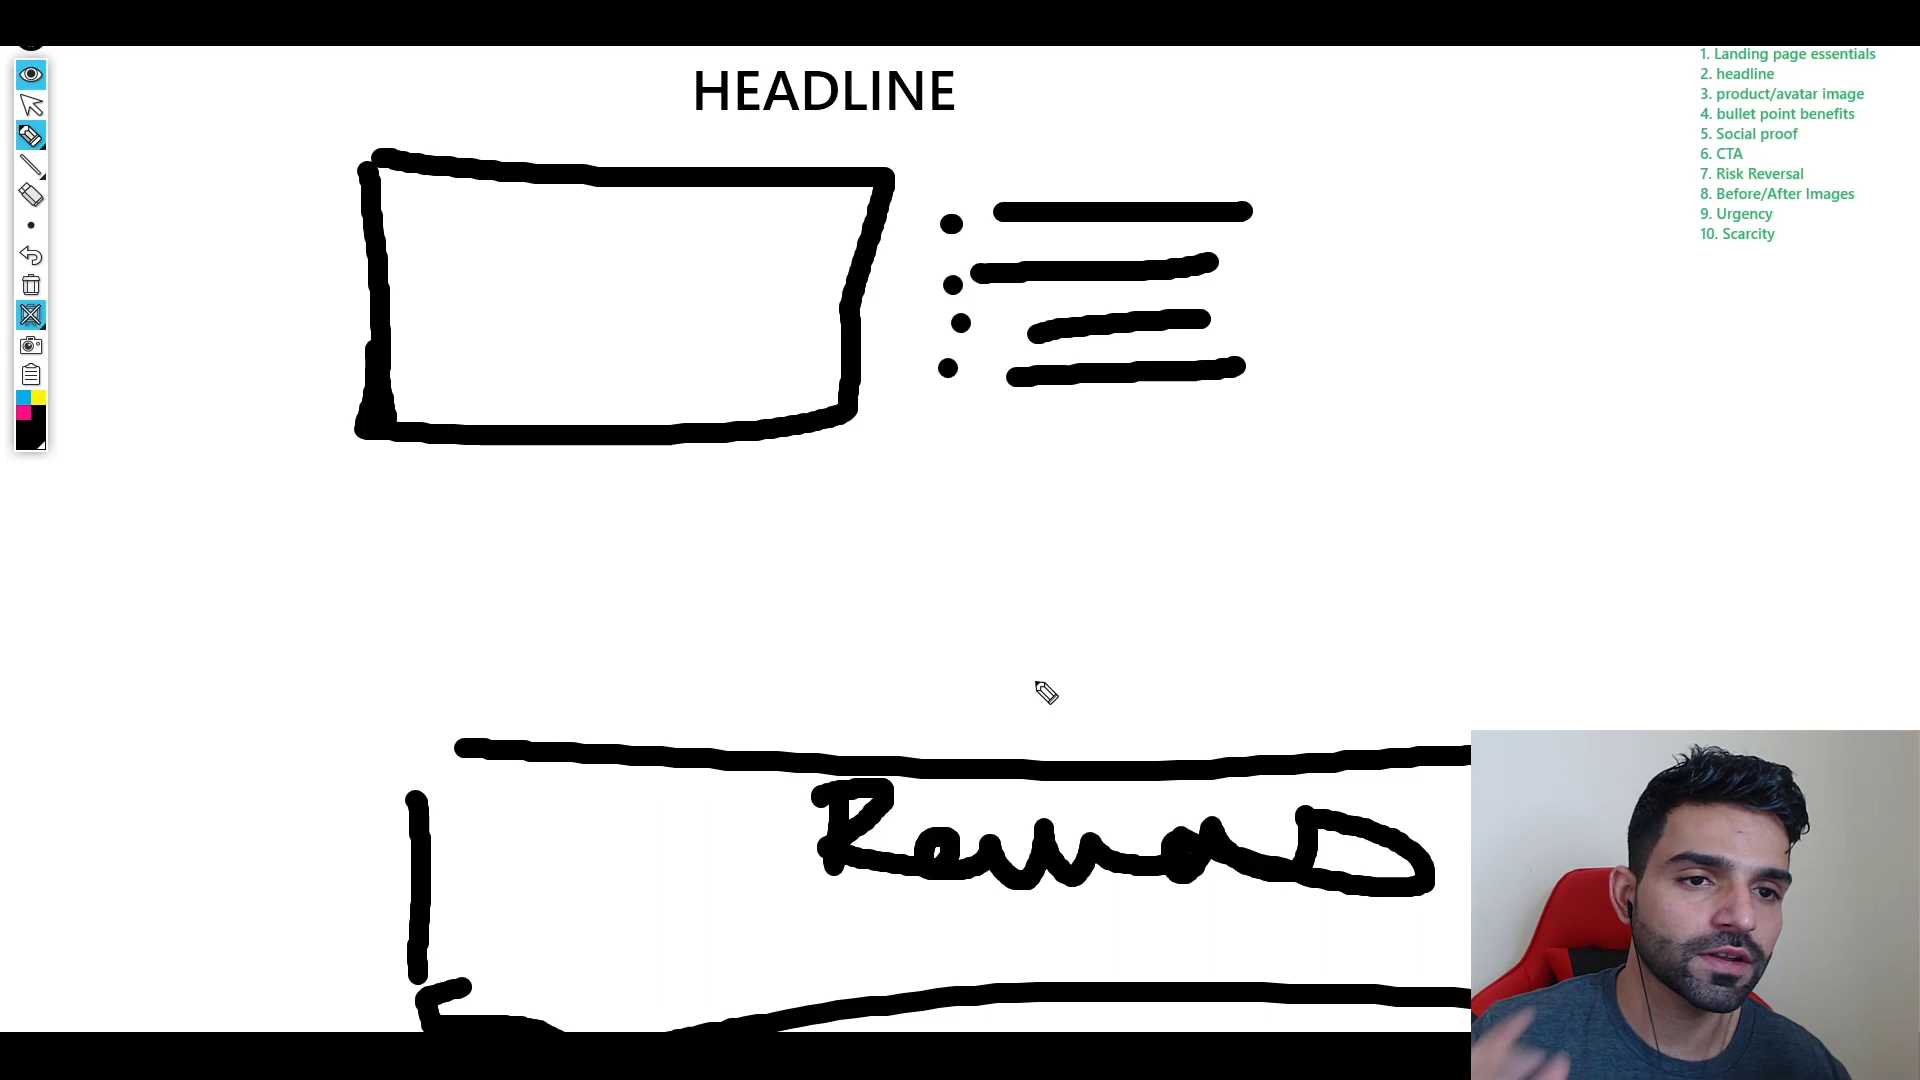 HEADLINE
1. Landing page essentials
2. headline
3. product/avatar image
4. bullet point benefits
5. Social proof
6. CTA
7. Risk Reversal
8. Before/After Images
9. Urgency
10. Scarcity